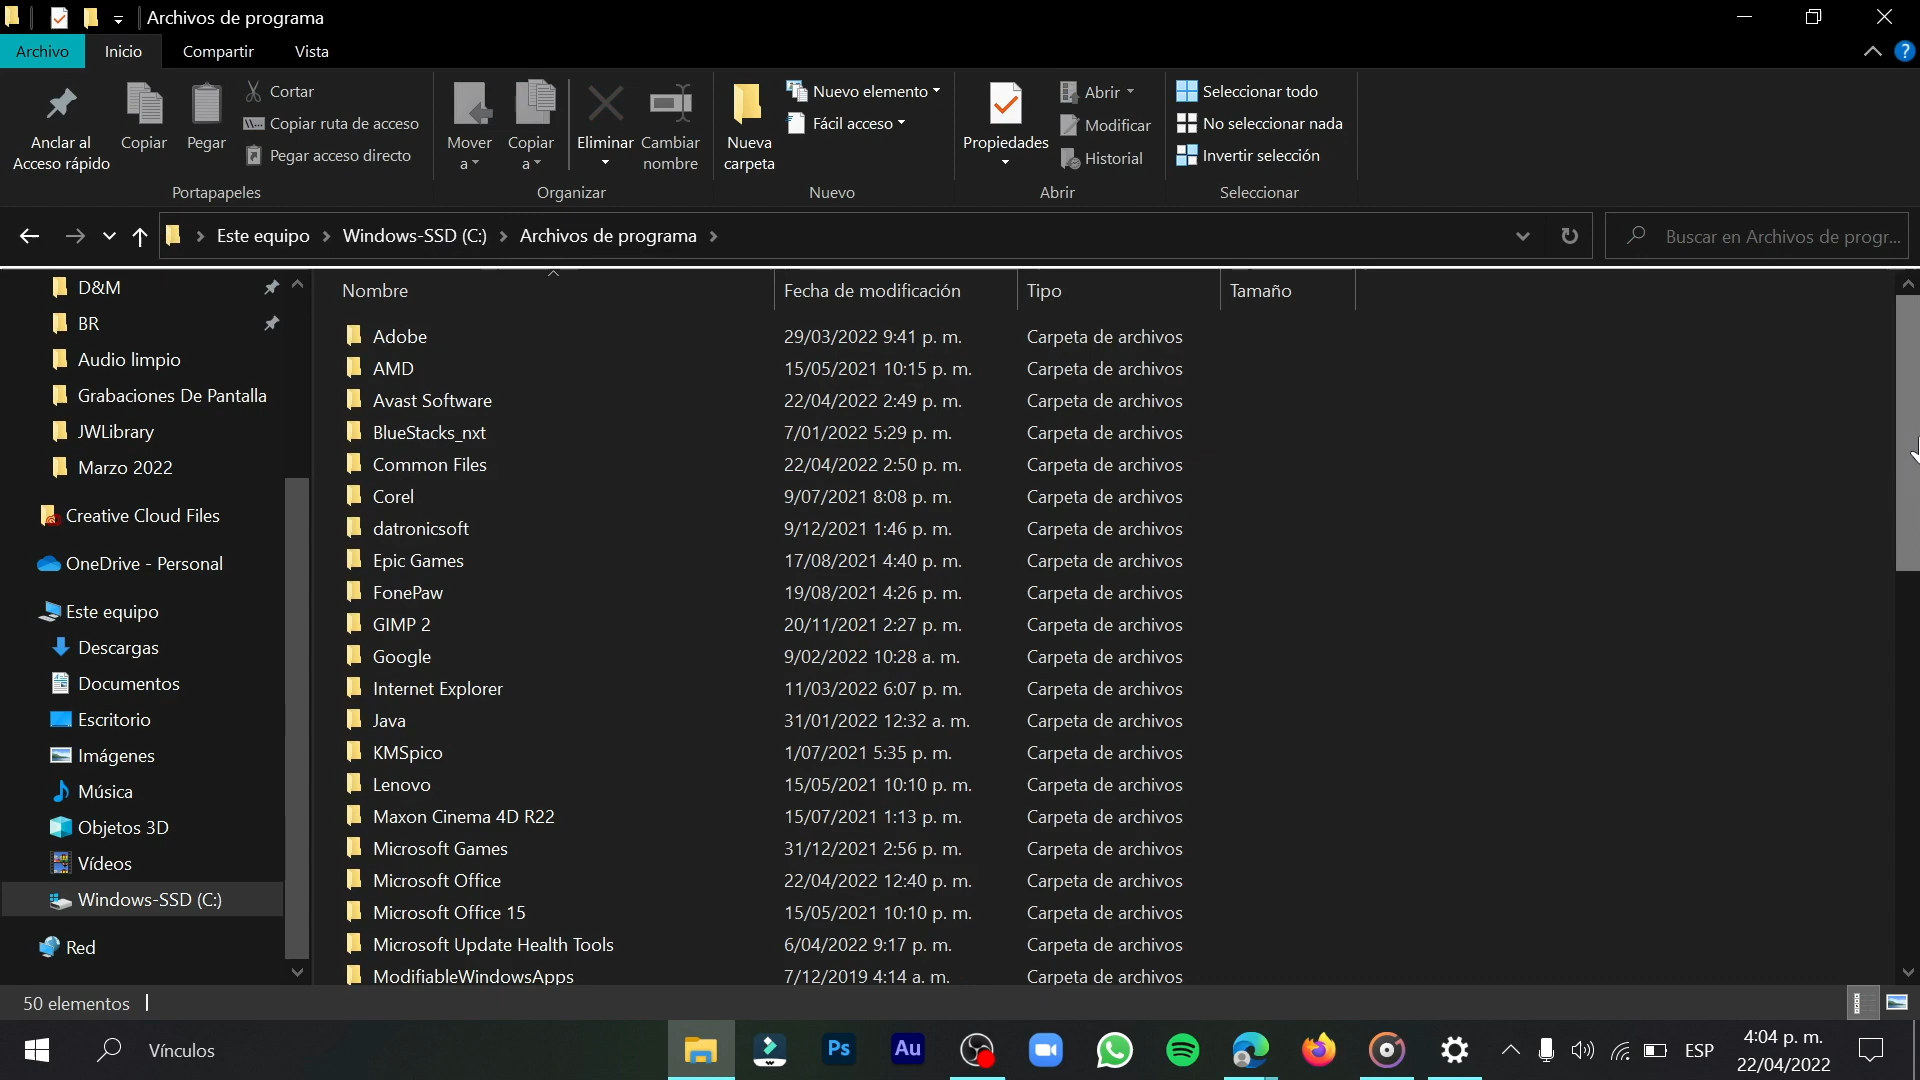 Archivos de programa
Archivo Inicio Compartir Vista
Anclar al Acceso rápido
Copiar
Pegar
Cortar
Copiar ruta de acceso
Pegar acceso directo
Portapapeles
Mover a
Copiar a
Eliminar
Cambiar nombre
Organizar
Nueva carpeta
Nuevo elemento
Fácil acceso
Nuevo
Propiedades
Abrir
Modificar
Historial
Abrir
Seleccionar todo
No seleccionar nada
Invertir selección
Seleccionar
Este equipo > Windows-SSD (C:) > Archivos de programa >
Buscar en Archivos de progr...
D&M
BR
Audio limpio
Grabaciones De Pantalla
JWLibrary
Marzo 2022
Creative Cloud Files
OneDrive - Personal
Este equipo
Descargas
Documentos
Escritorio
Imágenes
Música
Objetos 3D
Vídeos
Windows-SSD (C:)
Red
Nombre Fecha de modificación Tipo Tamaño
Adobe 29/03/2022 9:41 p. m. Carpeta de archivos
AMD 15/05/2021 10:15 p. m. Carpeta de archivos
Avast Software 22/04/2022 2:49 p. m. Carpeta de archivos
BlueStacks_nxt 7/01/2022 5:29 p. m. Carpeta de archivos
Common Files 22/04/2022 2:50 p. m. Carpeta de archivos
Corel 9/07/2021 8:08 p. m. Carpeta de archivos
datronicsoft 9/12/2021 1:46 p. m. Carpeta de archivos
Epic Games 17/08/2021 4:40 p. m. Carpeta de archivos
FonePaw 19/08/2021 4:26 p. m. Carpeta de archivos
GIMP 2 20/11/2021 2:27 p. m. Carpeta de archivos
Google 9/02/2022 10:28 a. m. Carpeta de archivos
Internet Explorer 11/03/2022 6:07 p. m. Carpeta de archivos
Java 31/01/2022 12:32 a. m. Carpeta de archivos
KMSpico 1/07/2021 5:35 p. m. Carpeta de archivos
Lenovo 15/05/2021 10:10 p. m. Carpeta de archivos
Maxon Cinema 4D R22 15/07/2021 1:13 p. m. Carpeta de archivos
Microsoft Games 31/12/2021 2:56 p. m. Carpeta de archivos
Microsoft Office 22/04/2022 12:40 p. m. Carpeta de archivos
Microsoft Office 15 15/05/2021 10:10 p. m. Carpeta de archivos
Microsoft Update Health Tools 6/04/2022 9:17 p. m. Carpeta de archivos
ModifiableWindowsApps 7/12/2019 4:14 a. m. Carpeta de archivos
50 elementos
Vínculos
Ps
Au
ESP
4:04 p. m.
22/04/2022